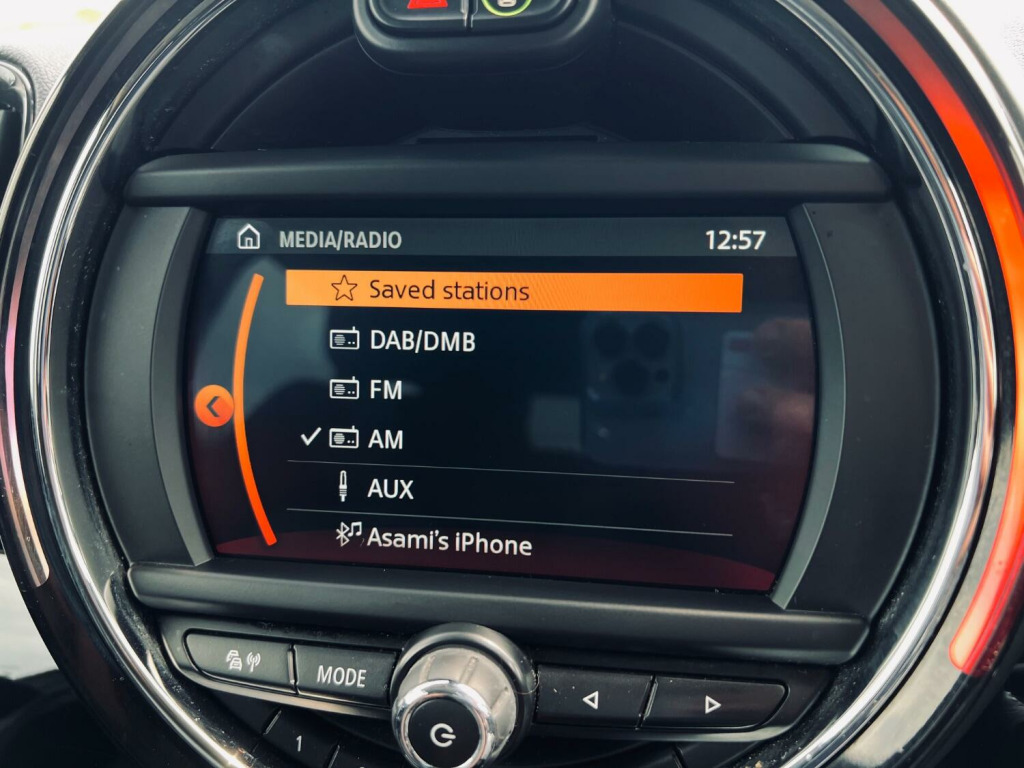 MEDIA/RADIO 12:57
Saved stations
DAB/DMB
FM
AM
AUX
Asami's iPhone
MODE
1